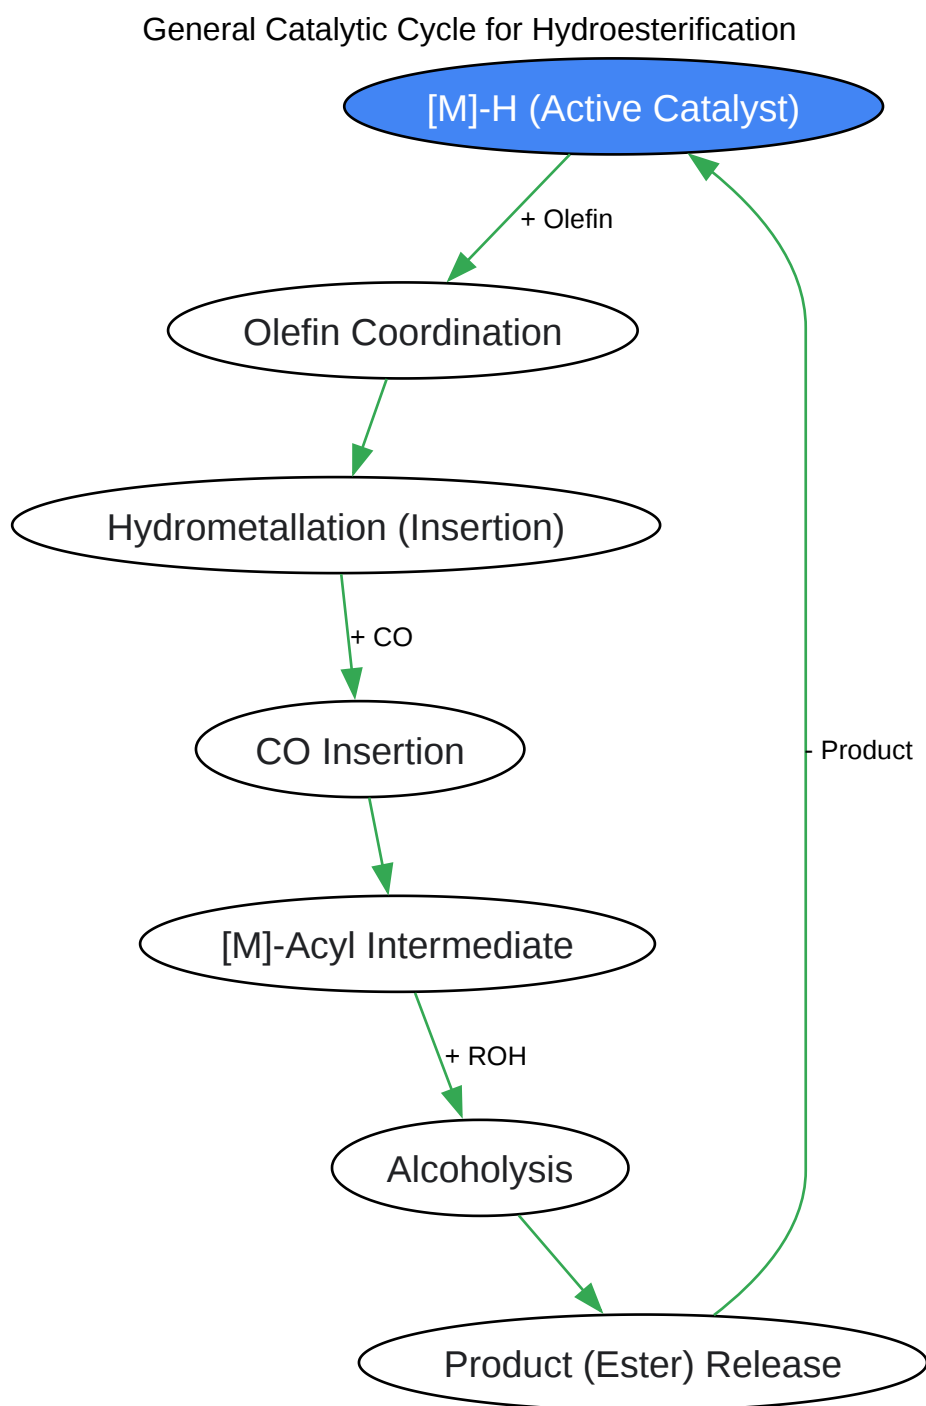 General Catalytic Cycle for Hydroesterification
[M]-H (Active Catalyst)
+ Olefin
Olefin Coordination
Hydrometallation (Insertion)
+ CO
CO Insertion
- Product
[M]-Acyl Intermediate
+ ROH
Alcoholysis
Product (Ester) Release